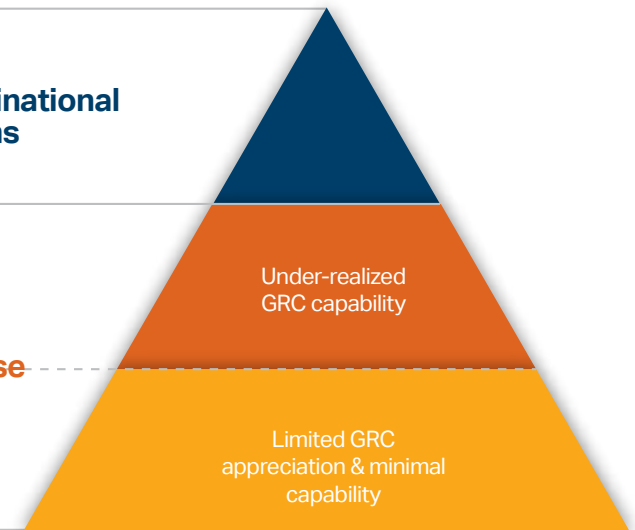 inational
ns
Under-realized
GRC capability
se
Limited GRC
appreciation & minimal
capability